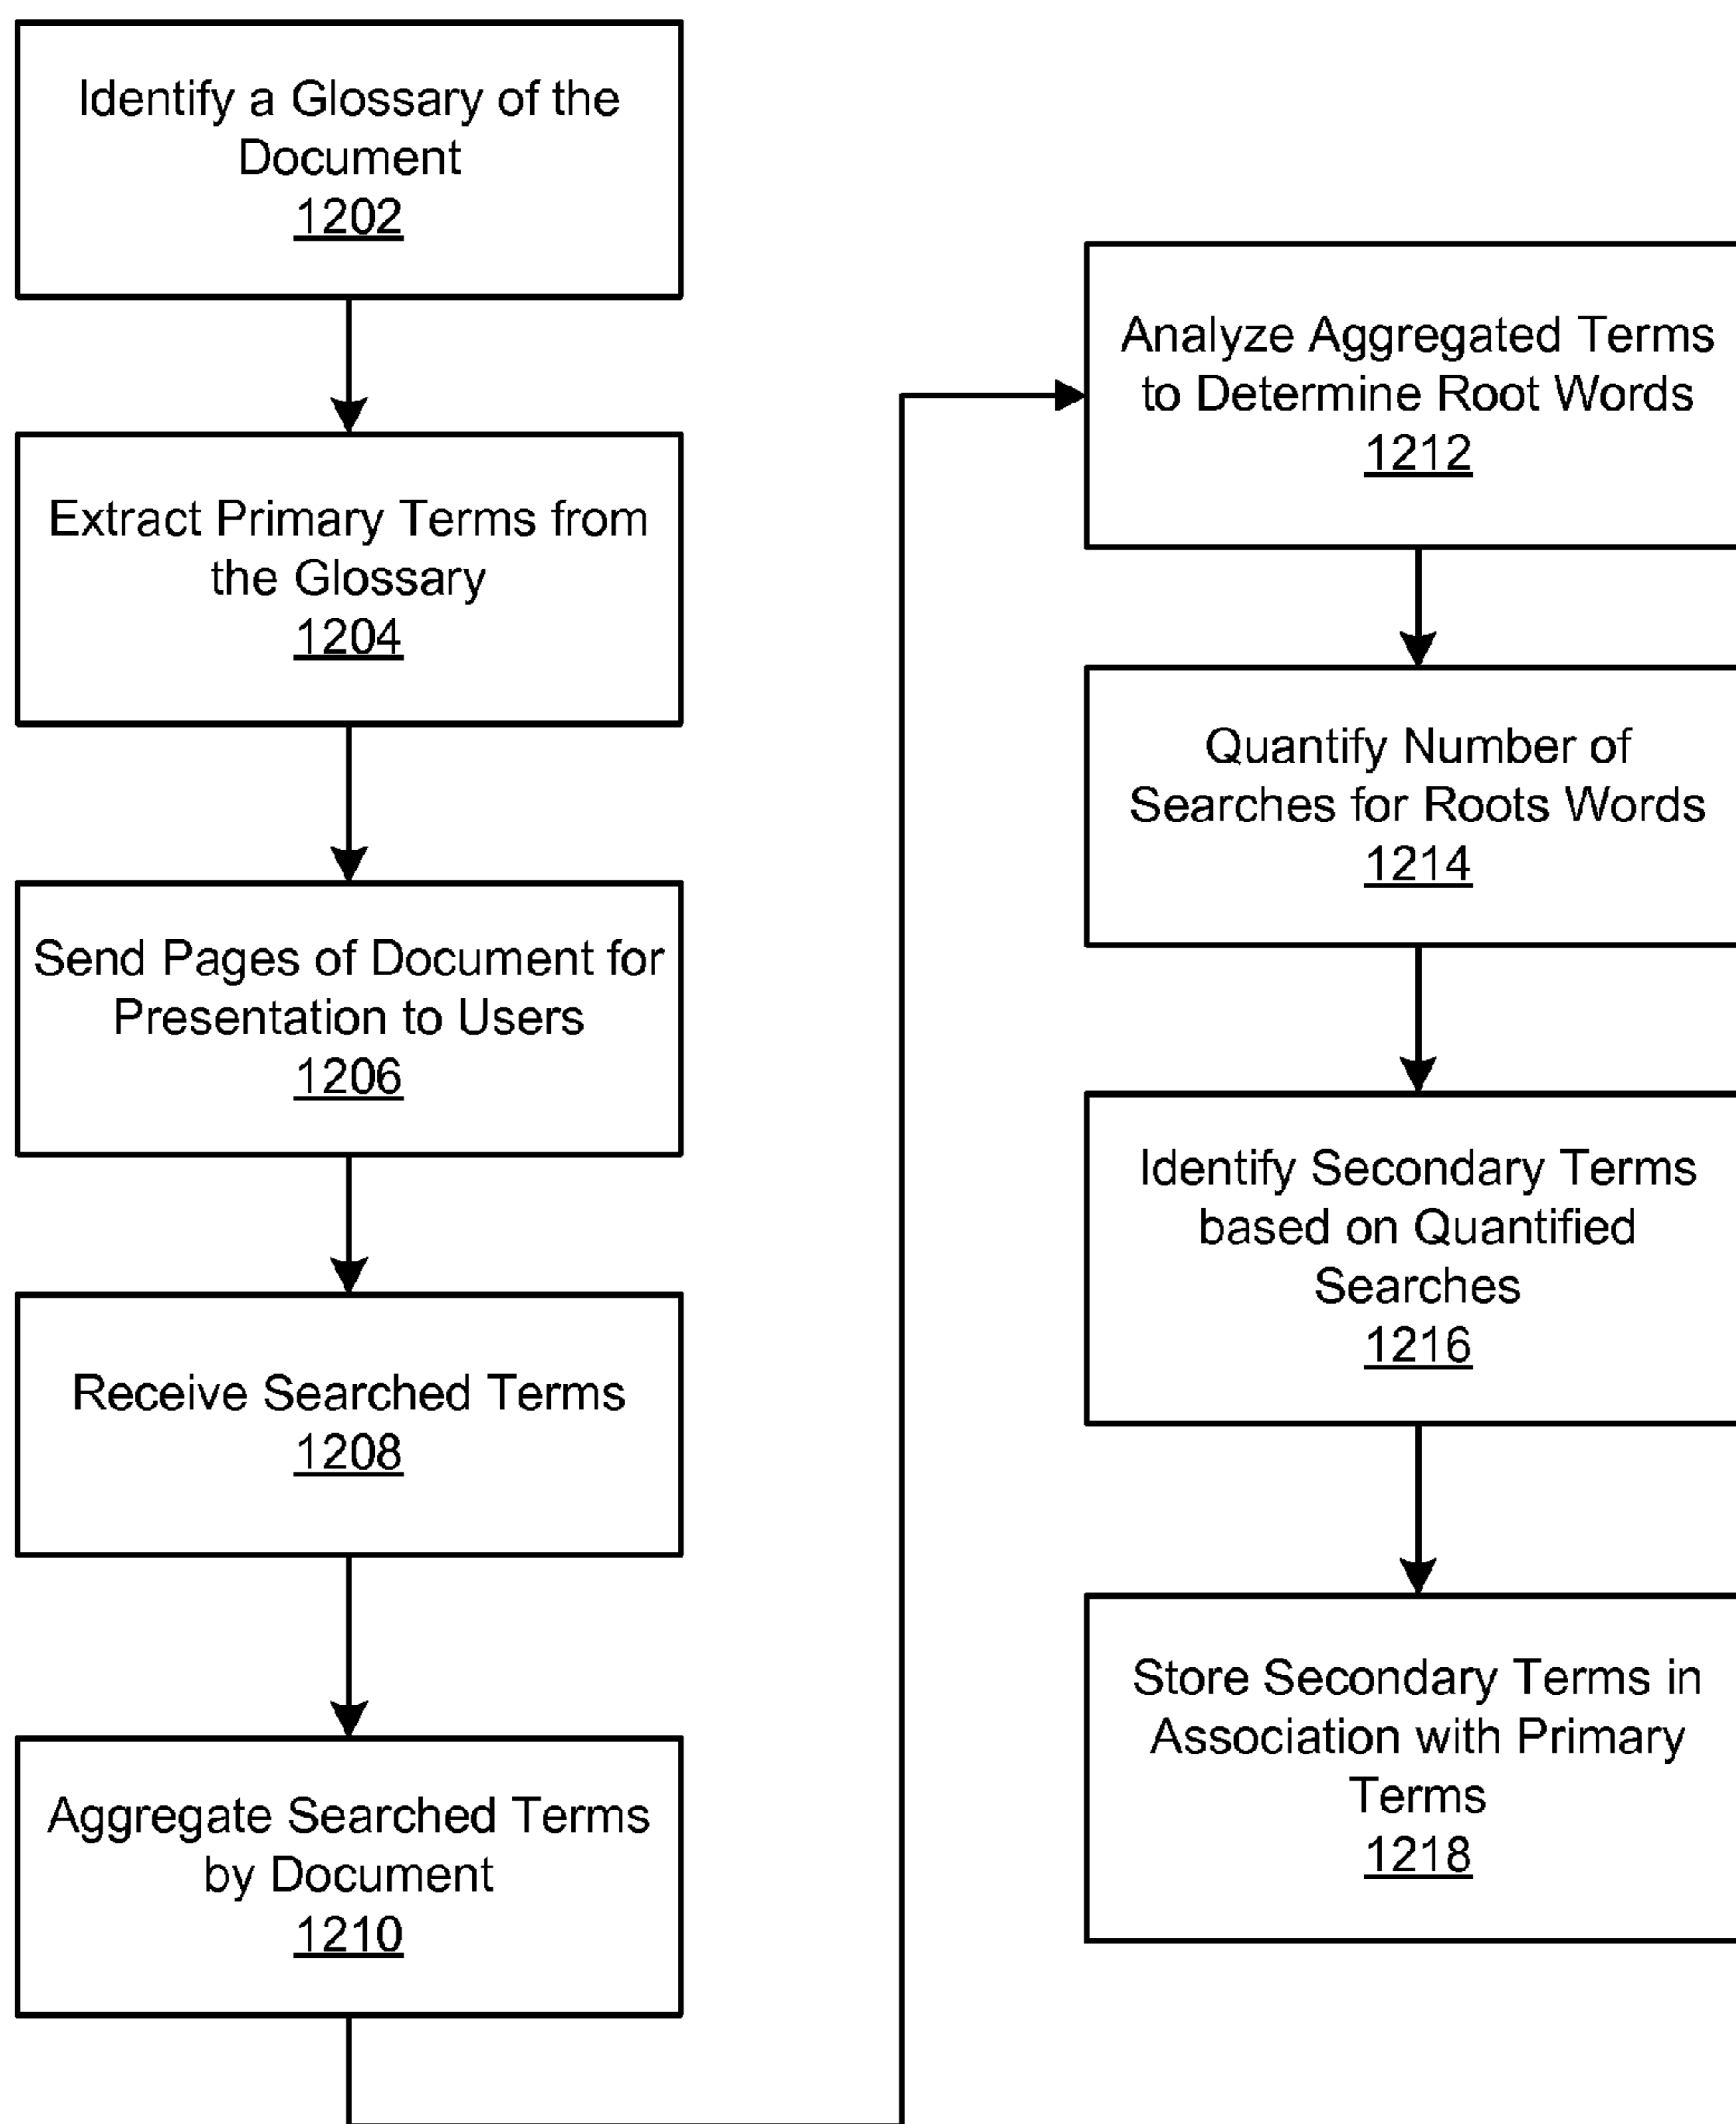 Identify a Glossary of the
Document
1202
Extract Primary Terms from
the Glossary
1204
Send Pages of Document for
Presentation to Users
1206
Receive Searched Terms
1208
Aggregate Searched Terms
by Document
1210
Analyze Aggregated Terms
to Determine Root Words
1212
Quantify Number of
Searches for Roots Words
1214
Identify Secondary Terms
based on Quantified
Searches
1216
Store Secondary Terms in
Association with Primary
Terms
1218